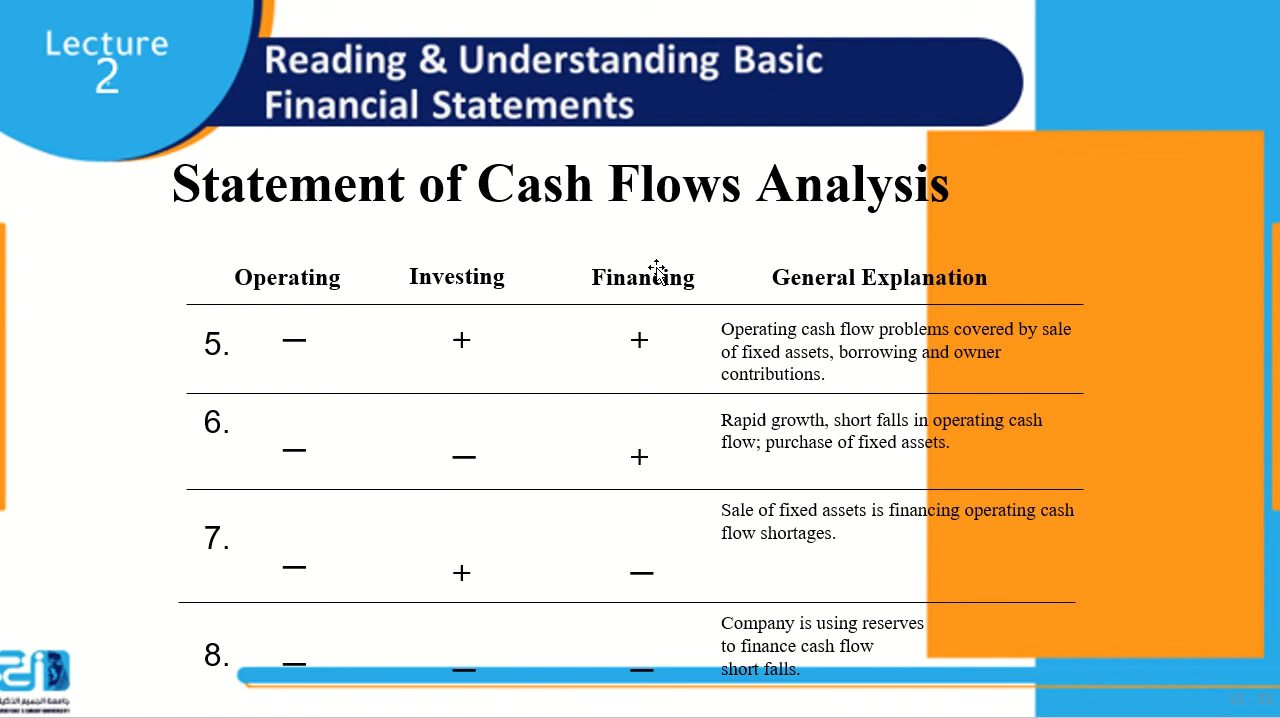 Lecture
2
Reading & Understanding Basic
Financial Statements
Statement of Cash Flows Analysis
Operating Investing Financing General Explanation
5. − + + Operating cash flow problems covered by sale
of fixed assets, borrowing and owner
contributions.
6. − − + Rapid growth, short falls in operating cash
flow; purchase of fixed assets.
7. − + − Sale of fixed assets is financing operating cash
flow shortages.
8. − − − Company is using reserves
to finance cash flow
short falls.